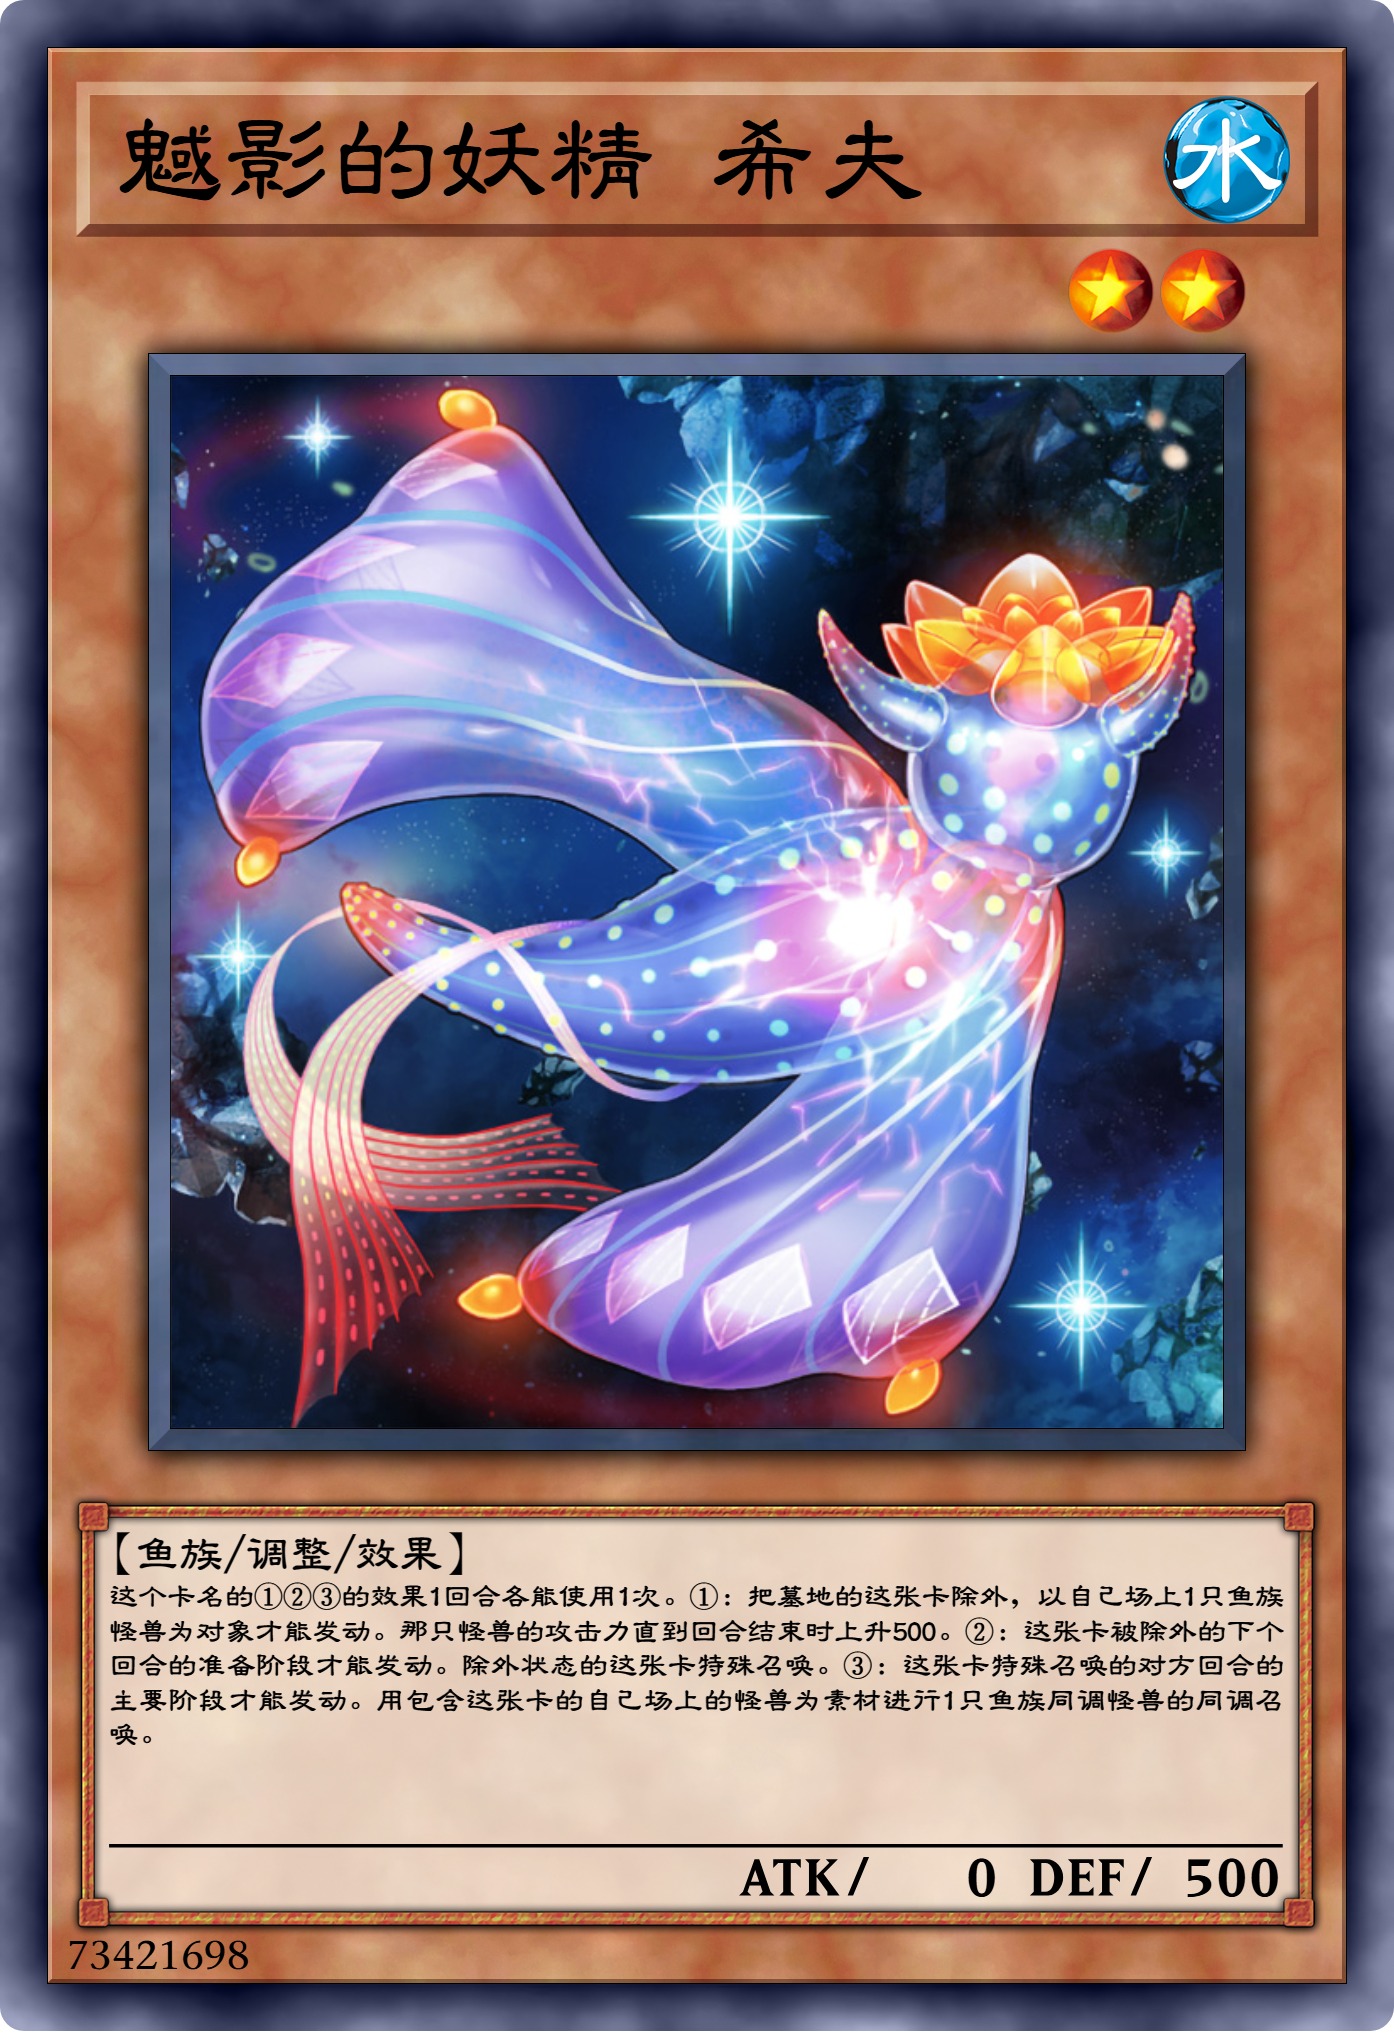 魊影的妖精 希夫
水
【鱼族/调整/效果】
这个卡名的①②③的效果1回合各能使用1次。①：把墓地的这张卡除外，以自己场上1只鱼族
怪兽为对象才能发动。那只怪兽的攻击力直到回合结束时上升500。②：这张卡被除外的下个
回合的准备阶段才能发动。除外状态的这张卡特殊召唤。③：这张卡特殊召唤的对方回合的
主要阶段才能发动。用包含这张卡的自己场上的怪兽为素材进行1只鱼族同调怪兽的同调召
唤。
ATK/ 0 DEF/ 500
73421698